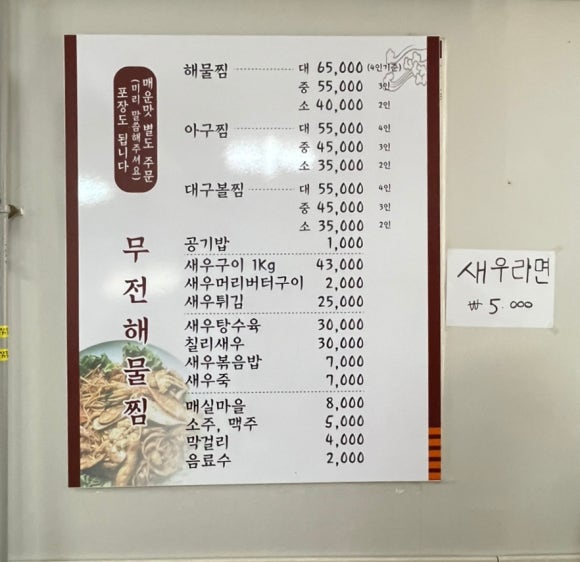 매운맛 별도 주문
(미리 말씀해주셔요)
포장도 됩니다
무전해물찜
해물찜 대 65,000 (4인기준)
중 55,000 3인
소 40,000 2인
아구찜 대 55,000 4인
중 45,000 3인
소 35,000 2인
대구볼찜 대 55,000 4인
중 45,000 3인
소 35,000 2인
공기밥 1,000
새우구이 1Kg 43,000
새우머리버터구이 2,000
새우튀김 25,000
새우탕수육 30,000
칠리새우 30,000
새우볶음밥 7,000
새우죽 7,000
매실마을 8,000
소주, 맥주 5,000
막걸리 4,000
음료수 2,000
새우라면
₩ 5.000